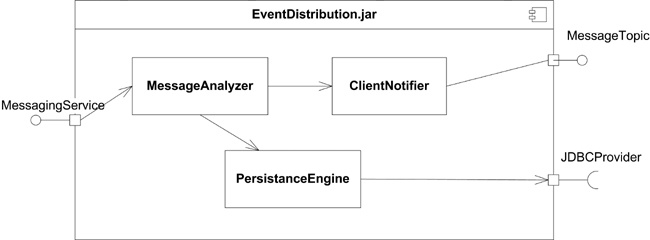 EventDistribution.jar
MessageTopic
MessageAnalyzer
ClientNotifier
MessagingService
JDBCProvider
PersistanceEngine